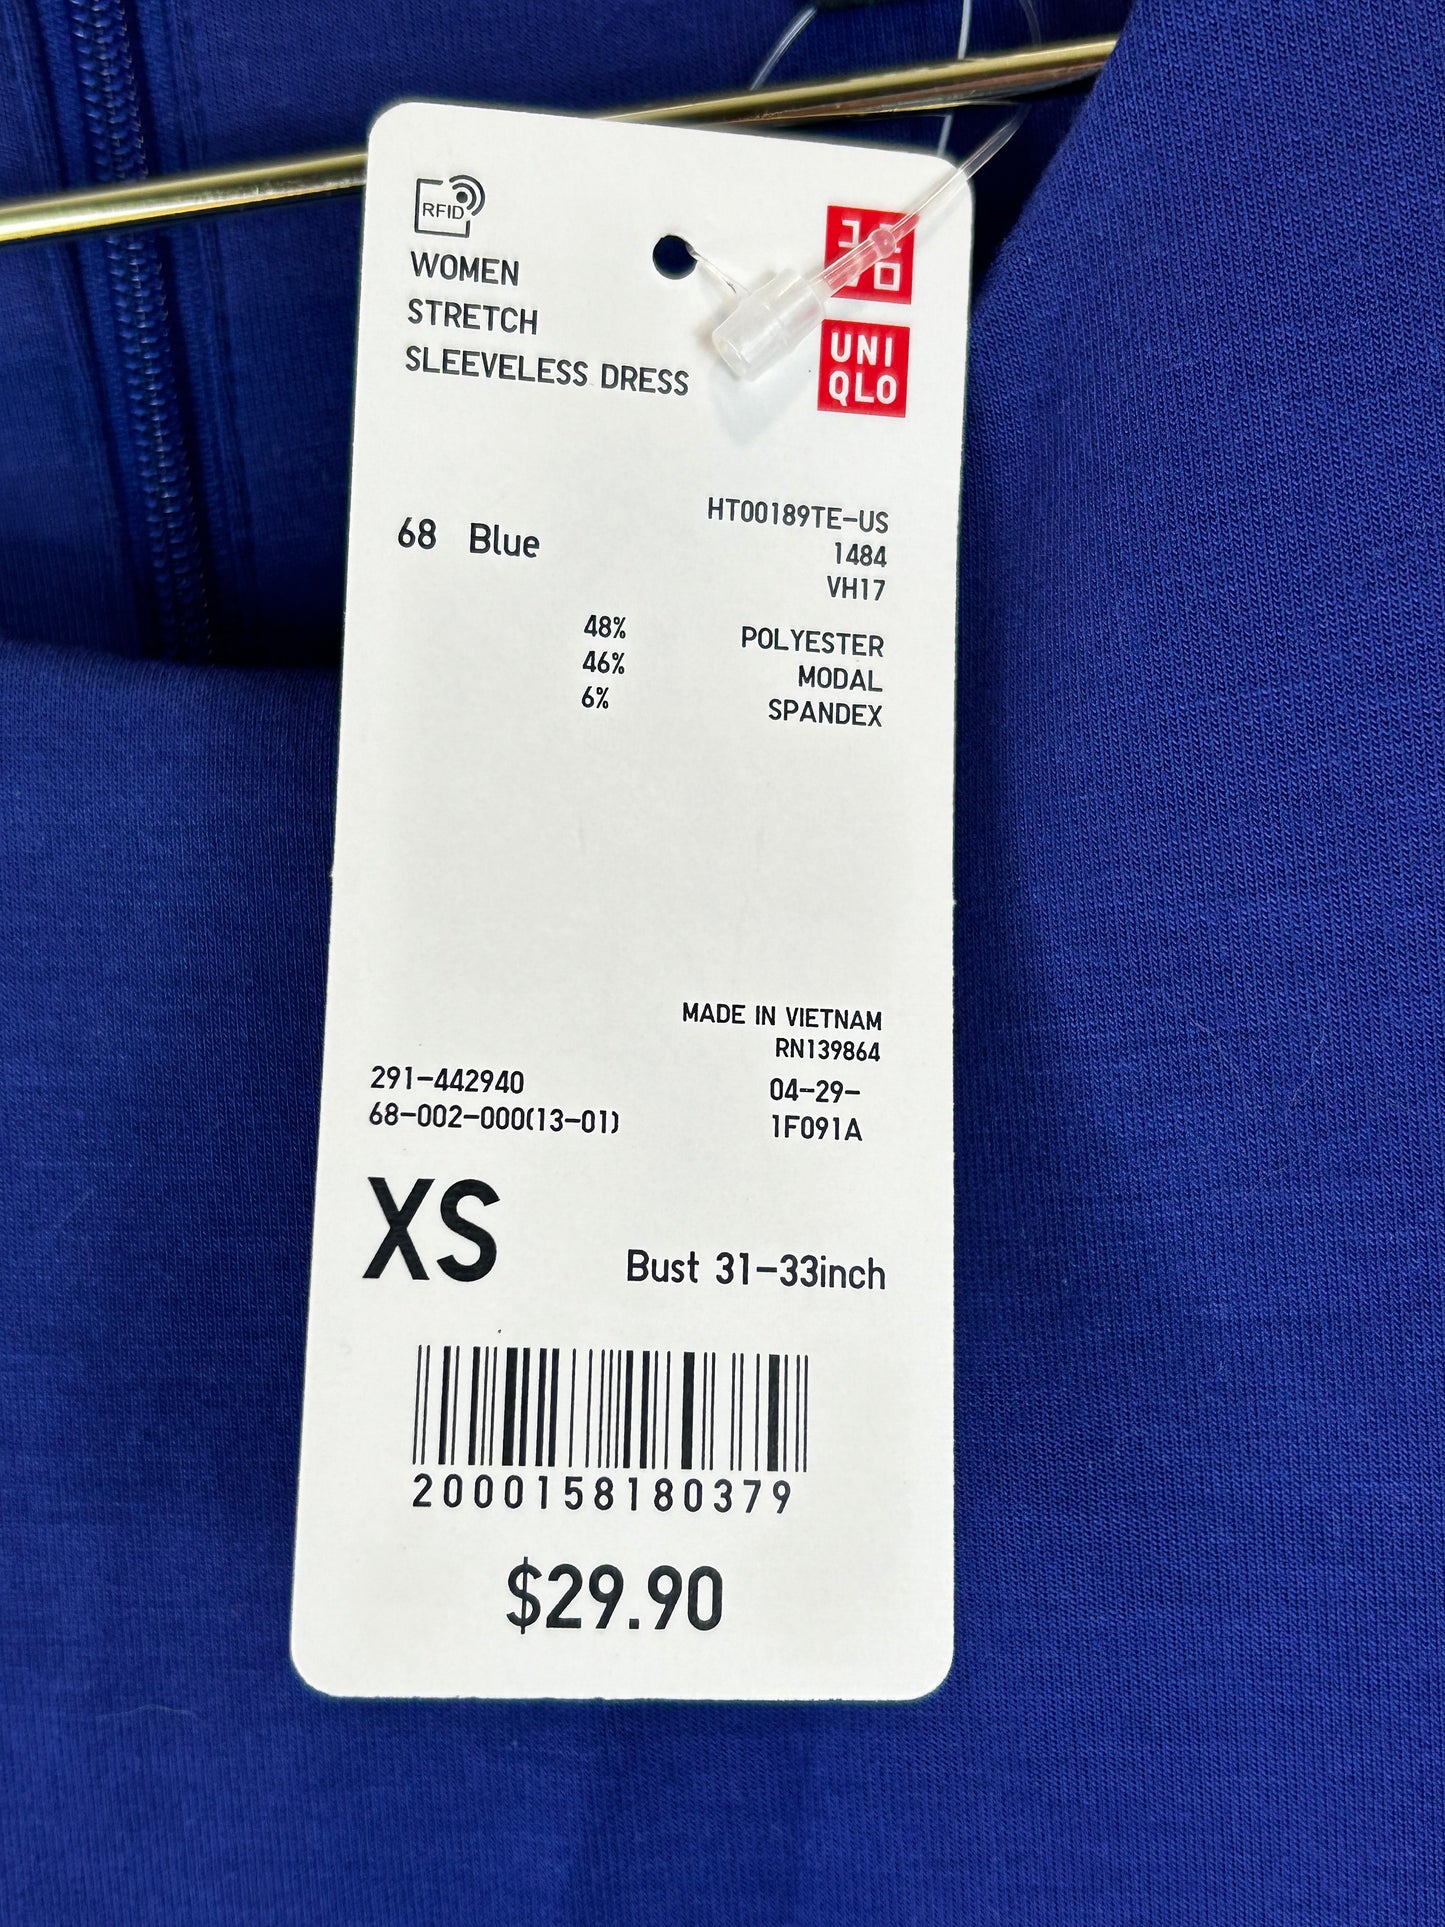 RFID
WOMEN
STRETCH
SLEEVELESS DRESS
UNI
QLO
68 Blue
HT00189TE-US
1484
VH17
48% POLYESTER
46% MODAL
6% SPANDEX
MADE IN VIETNAM
RN139864
291-442940
04-29-
68-002-000(13-01)
1F091A
XS
Bust 31-33inch
2000158180379
$29.90